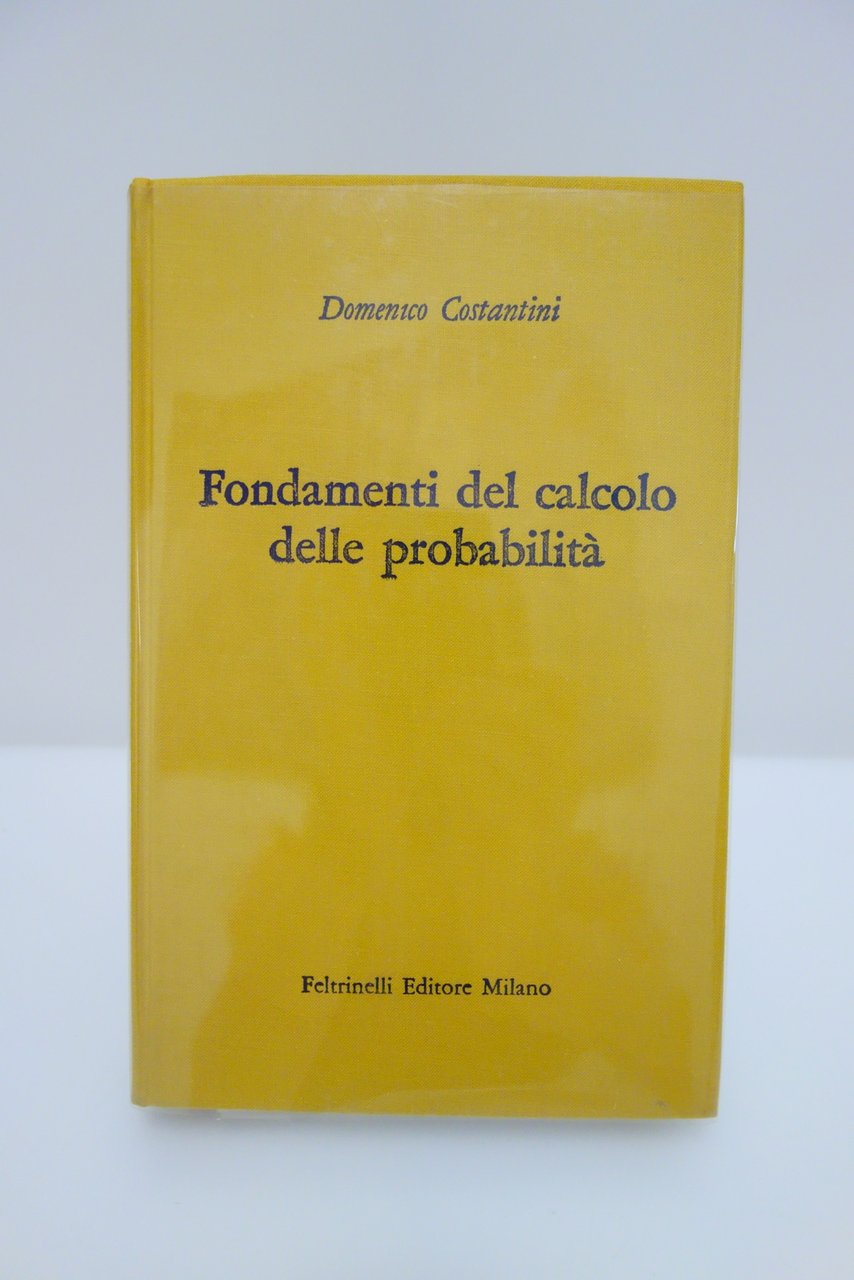 Domenico Costantini
Fondamenti del calcolo
delle probabilità
Feltrinelli Editore Milano